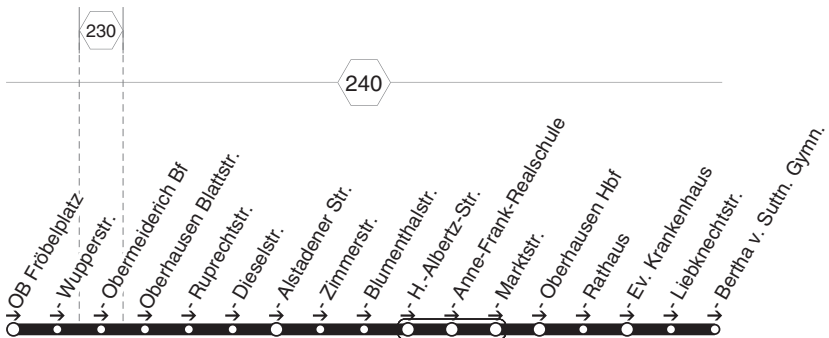 230
240
OB Fröbelplatz
Wupperstr.
Obermeiderich Bf
Oberhausen Blattstr.
Ruprechtstr.
Dieselstr.
Alstadener Str.
Zimmerstr.
Blumenthalstr.
H.-Albertz-Str.
Anne-Frank-Realschule
Marktstr.
Oberhausen Hbf
Rathaus
Ev. Krankenhaus
Liebknechtstr.
Bertha v. Suttn. Gymn.